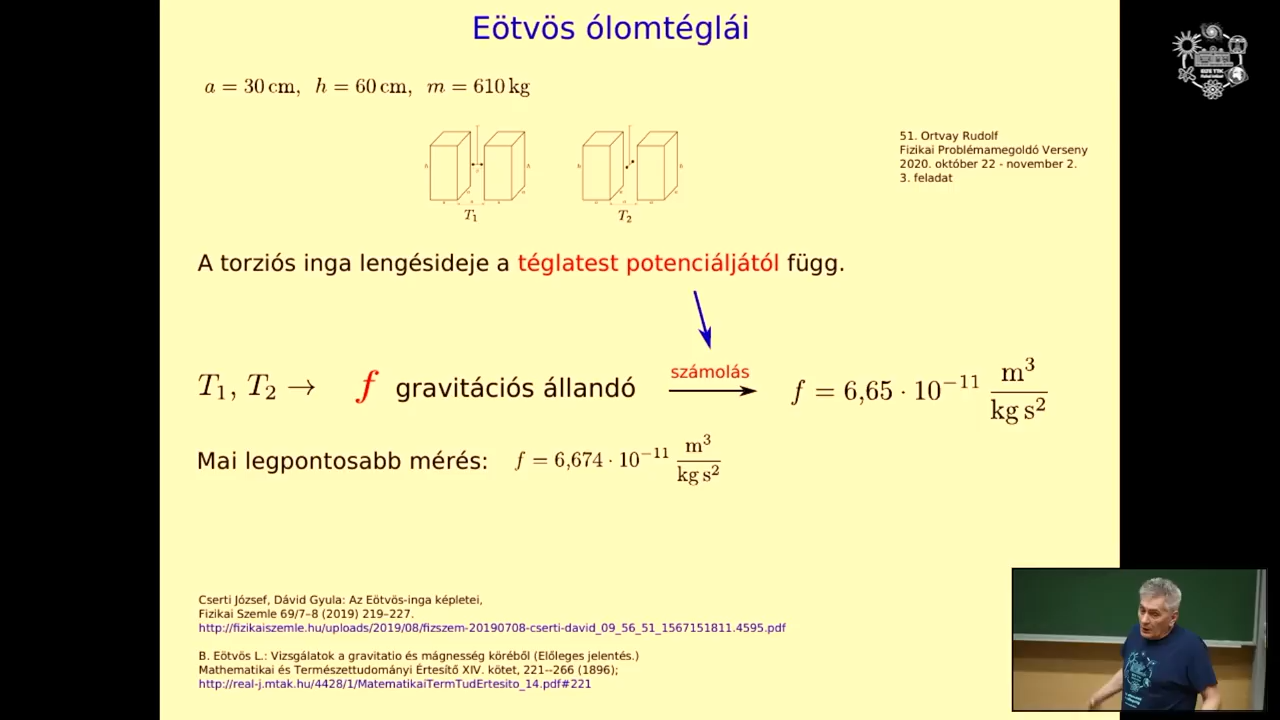 Eötvös ólomtéglái
a = 30 cm, h = 60 cm, m = 610 kg
51. Ortvay Rudolf
Fizikai Problémamegoldó Verseny
2020. október 22 - november 2.
3. feladat
T₁ T₂
A torziós inga lengésideje a téglatest potenciáljától függ.
számolás
T₁, T₂ → f gravitációs állandó f = 6,65 · 10⁻¹¹ m³/kg s²
Mai legpontosabb mérés: f = 6,674 · 10⁻¹¹ m³/kg s²
Cserti József, Dávid Gyula: Az Eötvös-inga képletei,
Fizikai Szemle 69/7–8 (2019) 219–227.
http://fizikaiszemle.hu/uploads/2019/08/fizszem-20190708-cserti-david_09_56_51_1567151811.4595.pdf
B. Eötvös L.: Vizsgálatok a gravitatio és mágnesség köréből (Előleges jelentés.)
Mathematikai és Természettudományi Értesítő XIV. kötet, 221--266 (1896);
http://real-j.mtak.hu/4428/1/MatematikaiTermTudErtesito_14.pdf#221